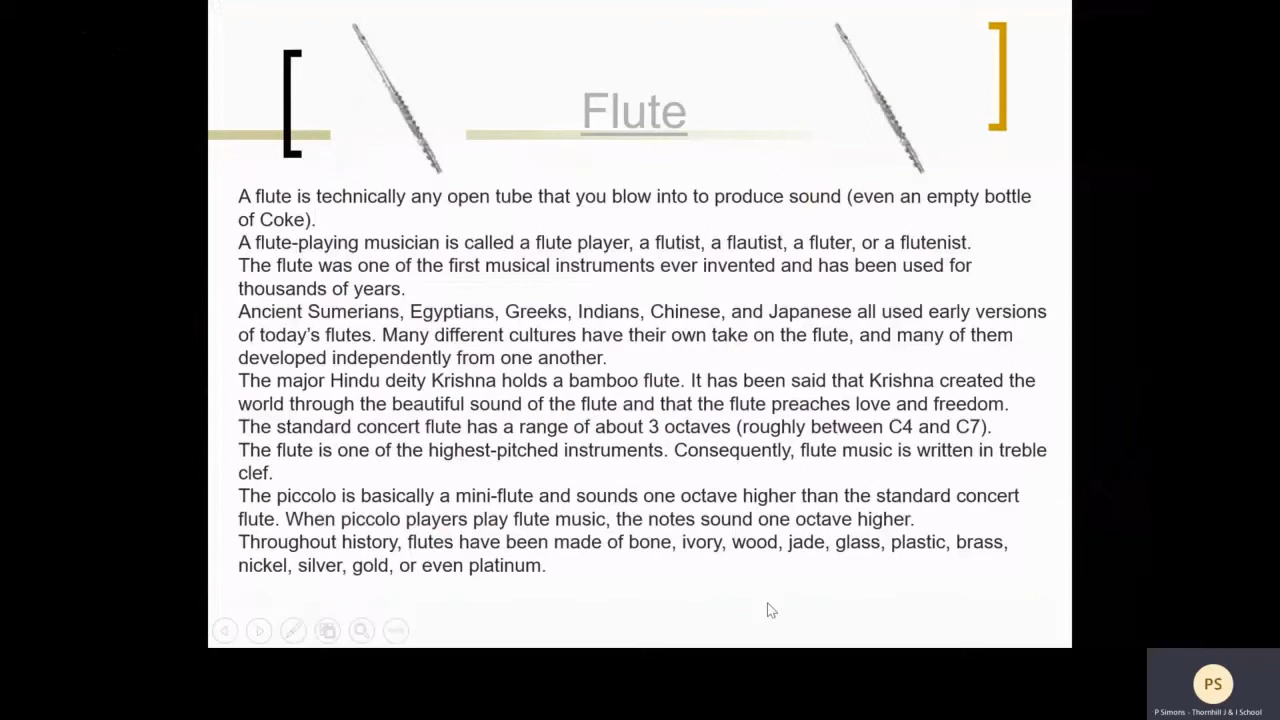 Flute
A flute is technically any open tube that you blow into to produce sound (even an empty bottle
of Coke).
A flute-playing musician is called a flute player, a flutist, a flautist, a fluter, or a flutenist.
The flute was one of the first musical instruments ever invented and has been used for
thousands of years.
Ancient Sumerians, Egyptians, Greeks, Indians, Chinese, and Japanese all used early versions
of today’s flutes. Many different cultures have their own take on the flute, and many of them
developed independently from one another.
The major Hindu deity Krishna holds a bamboo flute. It has been said that Krishna created the
world through the beautiful sound of the flute and that the flute preaches love and freedom.
The standard concert flute has a range of about 3 octaves (roughly between C4 and C7).
The flute is one of the highest-pitched instruments. Consequently, flute music is written in treble
clef.
The piccolo is basically a mini-flute and sounds one octave higher than the standard concert
flute. When piccolo players play flute music, the notes sound one octave higher.
Throughout history, flutes have been made of bone, ivory, wood, jade, glass, plastic, brass,
nickel, silver, gold, or even platinum.
PS
P Simons - Thornhill J & I School